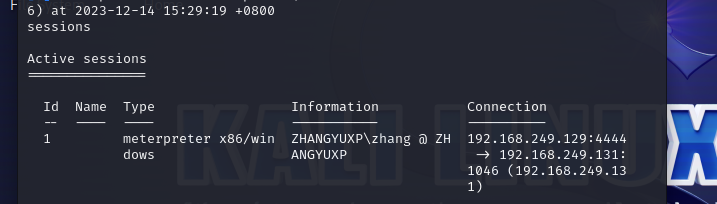 6) at 2023-12-14 15:29:19 +0800
sessions
Active sessions
===============
Id Name Type Information Connection
-- ---- ---- ----------- ----------
1 meterpreter x86/win ZHANGYUXP\zhang @ ZH 192.168.249.129:4444
dows ANGYUXP → 192.168.249.131:
1046 (192.168.249.13
1)
KALI LINUX